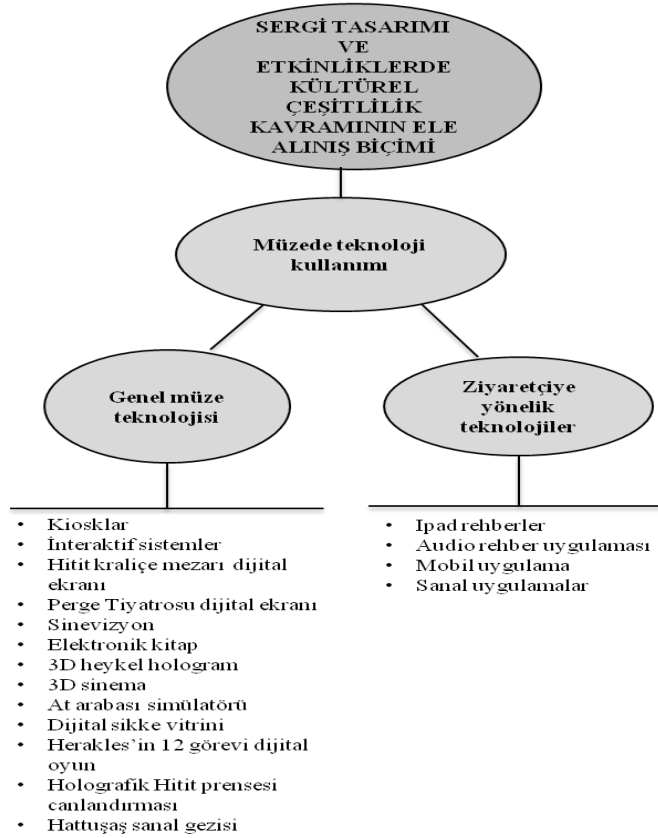 SERGİ TASARIMI
VE
ETKİNLİKLERDE
KÜLTÜREL
ÇEŞİTLİLİK
KAVRAMININ ELE
ALINIŞ BİÇİMİ
Müzede teknoloji
kullanımı
Genel müze
teknolojisi
Ziyaretçiye
yönelik
teknolojiler
• Kiosklar
• İnteraktif sistemler
• Hitit kraliçe mezarı dijital
ekranı
• Perge Tiyatrosu dijital ekranı
• Sinevizyon
• Elektronik kitap
• 3D heykel hologram
• 3D sinema
• At arabası simülatörü
• Dijital sikke vitrini
• Herakles'in 12 görevi dijital
oyun
• Holografik Hitit prensesi
canlandırması
• Hattuşaş sanal gezisi
• Ipad rehberler
• Audio rehber uygulaması
• Mobil uygulama
• Sanal uygulamalar